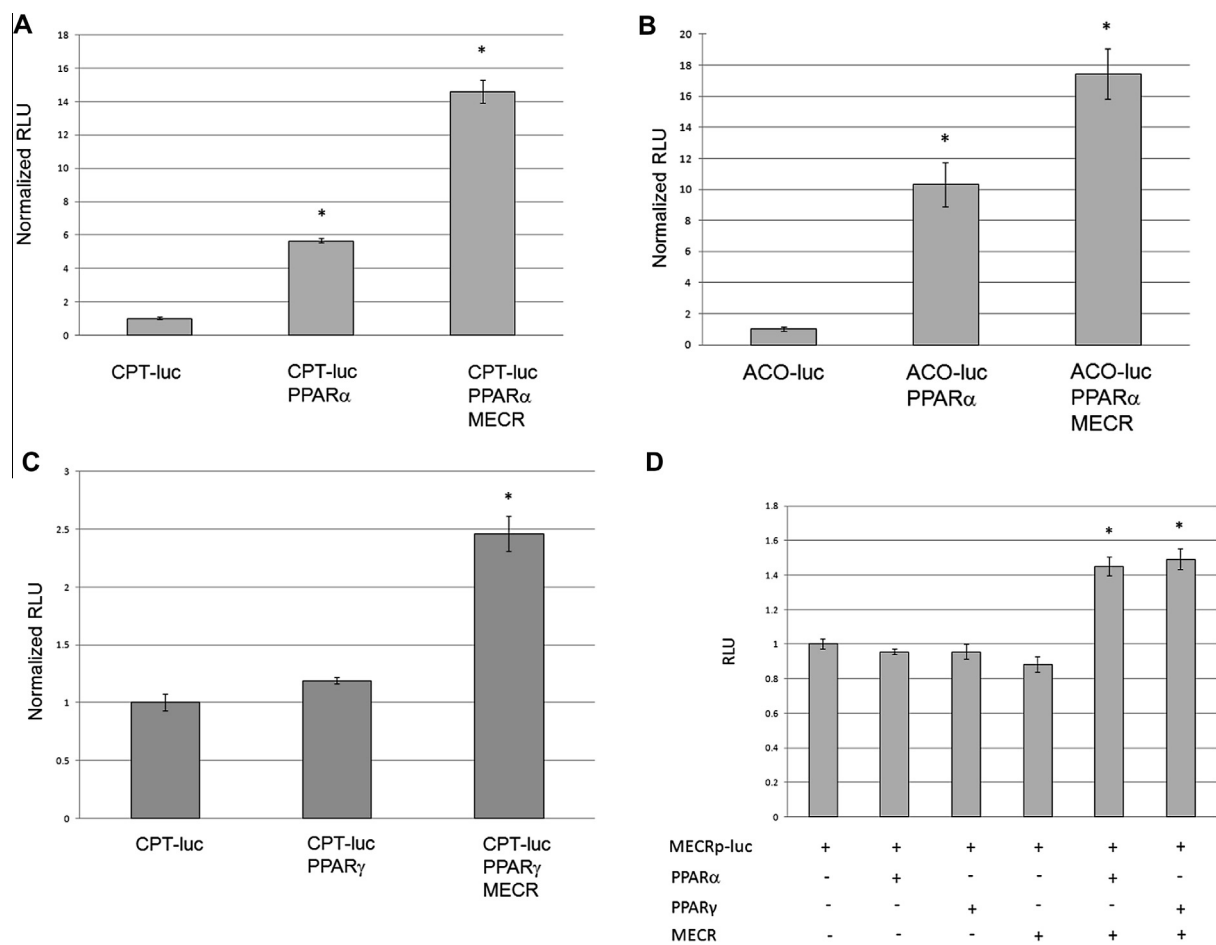 A
Normalized RLU
18
16
14
12
10
8
6
4
2
0
*
*
CPT-luc
CPT-luc
PPARα
CPT-luc
PPARα
MECR
B
Normalized RLU
20
18
16
14
12
10
8
6
4
2
0
*
*
ACO-luc
ACO-luc
PPARα
ACO-luc
PPARα
MECR
C
Normalized RLU
3
2.5
2
1.5
1
0.5
0
*
CPT-luc
CPT-luc
PPARγ
CPT-luc
PPARγ
MECR
D
RLU
1.8
1.6
1.4
1.2
1
0.8
0.6
0.4
0.2
0
* *
MECRp-luc + + + + + +
PPARα - + - - + -
PPARγ - - + - - +
MECR - - - + + +